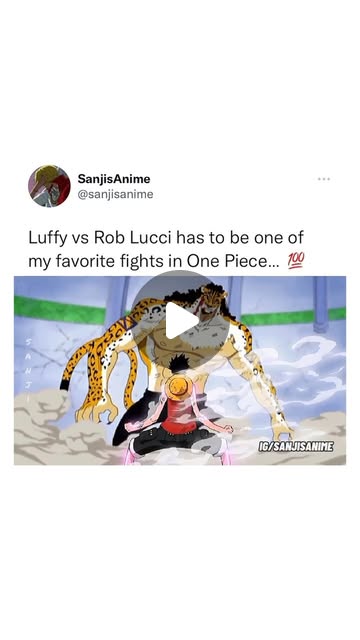 SanjisAnime
@sanjisanime
Luffy vs Rob Lucci has to be one of
my favorite fights in One Piece... 💯
SANJI
IG/SANJISANIME